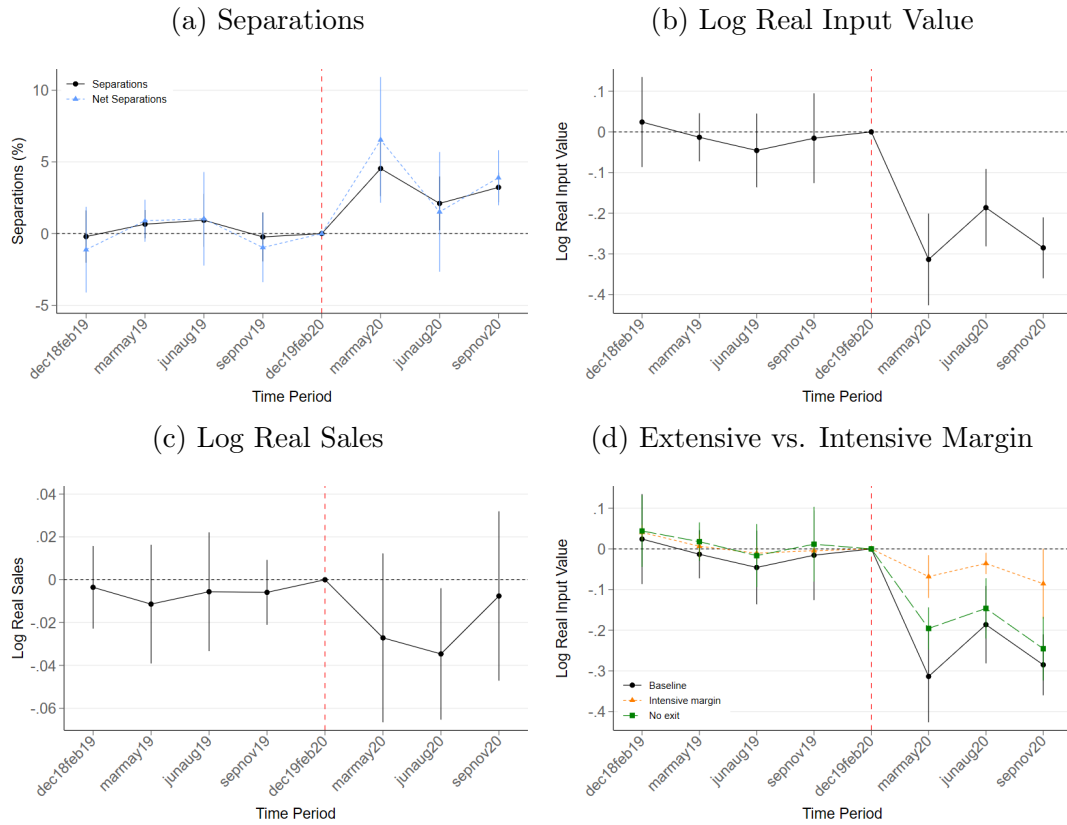 (a) Separations
Separations (%)
10
5
0
-5
Separations
Net Separations
dec18feb19
marmay19
junaug19
sepnov19
dec19feb20
marmay20
junaug20
sepnov20
Time Period
(b) Log Real Input Value
Log Real Input Value
.1
0
-.1
-.2
-.3
-.4
dec18feb19
marmay19
junaug19
sepnov19
dec19feb20
marmay20
junaug20
sepnov20
Time Period
(c) Log Real Sales
Log Real Sales
.04
.02
0
-.02
-.04
-.06
dec18feb19
marmay19
junaug19
sepnov19
dec19feb20
marmay20
junaug20
sepnov20
Time Period
(d) Extensive vs. Intensive Margin
Log Real Input Value
.1
0
-.1
-.2
-.3
-.4
Baseline
Intensive margin
No exit
dec18feb19
marmay19
junaug19
sepnov19
dec19feb20
marmay20
junaug20
sepnov20
Time Period